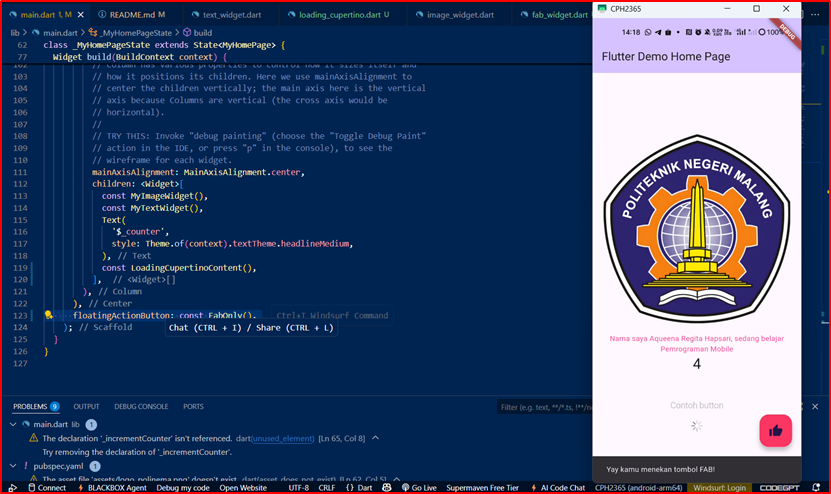 main.dart 1, M
README.md M
text_widget.dart
loading_cupertino.dart U
image_widget.dart
fab_widget.dart
lib > main.dart > _MyHomePageState > build
62 class _MyHomePageState extends State<MyHomePage> {
77 Widget build(BuildContext context) {
102 // Column has various properties to control how it sizes itself and
103 // how it positions its children. Here we use mainAxisAlignment to
104 // center the children vertically; the main axis here is the vertical
105 // axis because Columns are vertical (the cross axis would be
106 // horizontal).
107 //
108 // TRY THIS: Invoke "debug painting" (choose the "Toggle Debug Paint"
109 // action in the IDE, or press "p" in the console), to see the
110 // wireframe for each widget.
111 mainAxisAlignment: MainAxisAlignment.center,
112 children: <Widget>[
113 const MyImageWidget(),
114 const MyTextWidget(),
115 Text(
116 '$_counter',
117 style: Theme.of(context).textTheme.headlineMedium,
118 ), // Text
119 const LoadingCupertinoContent(),
120 ], // <Widget>[]
121 ), // Column
122 ), // Center
123 floatingActionButton: const FabOnly(), Ctrl+I Windsurf Command
124 ); // Scaffold
Chat (CTRL + I) / Share (CTRL + L)
125 }
126 }
127
PROBLEMS 9 OUTPUT DEBUG CONSOLE PORTS
Filter (e.g. text, **/*.ts, !**/no
main.dart lib 1
The declaration '_incrementCounter' isn't referenced. dart(unused_element) [Ln 65, Col 8]
Try removing the declaration of '_incrementCounter'.
pubspec.yaml 1
The asset file 'assets/logo_polinema.png' doesn't exist. dart(asset_does_not_exist) [Ln 62, Col 5]
Connect BLACKBOX Agent Debug my code Open Website UTF-8 CRLF {} Dart Go Live Supermaven Free Tier AI Code Chat CPH2365 (android-arm64) Windsurf: Login CODEGPT
CPH2365
14:18
100%
DEBUG
Flutter Demo Home Page
POLITEKNIK NEGERI MALANG
Nama saya Aqueena Regita Hapsari, sedang belajar
Pemrograman Mobile
4
Contoh button
Yay kamu menekan tombol FAB!